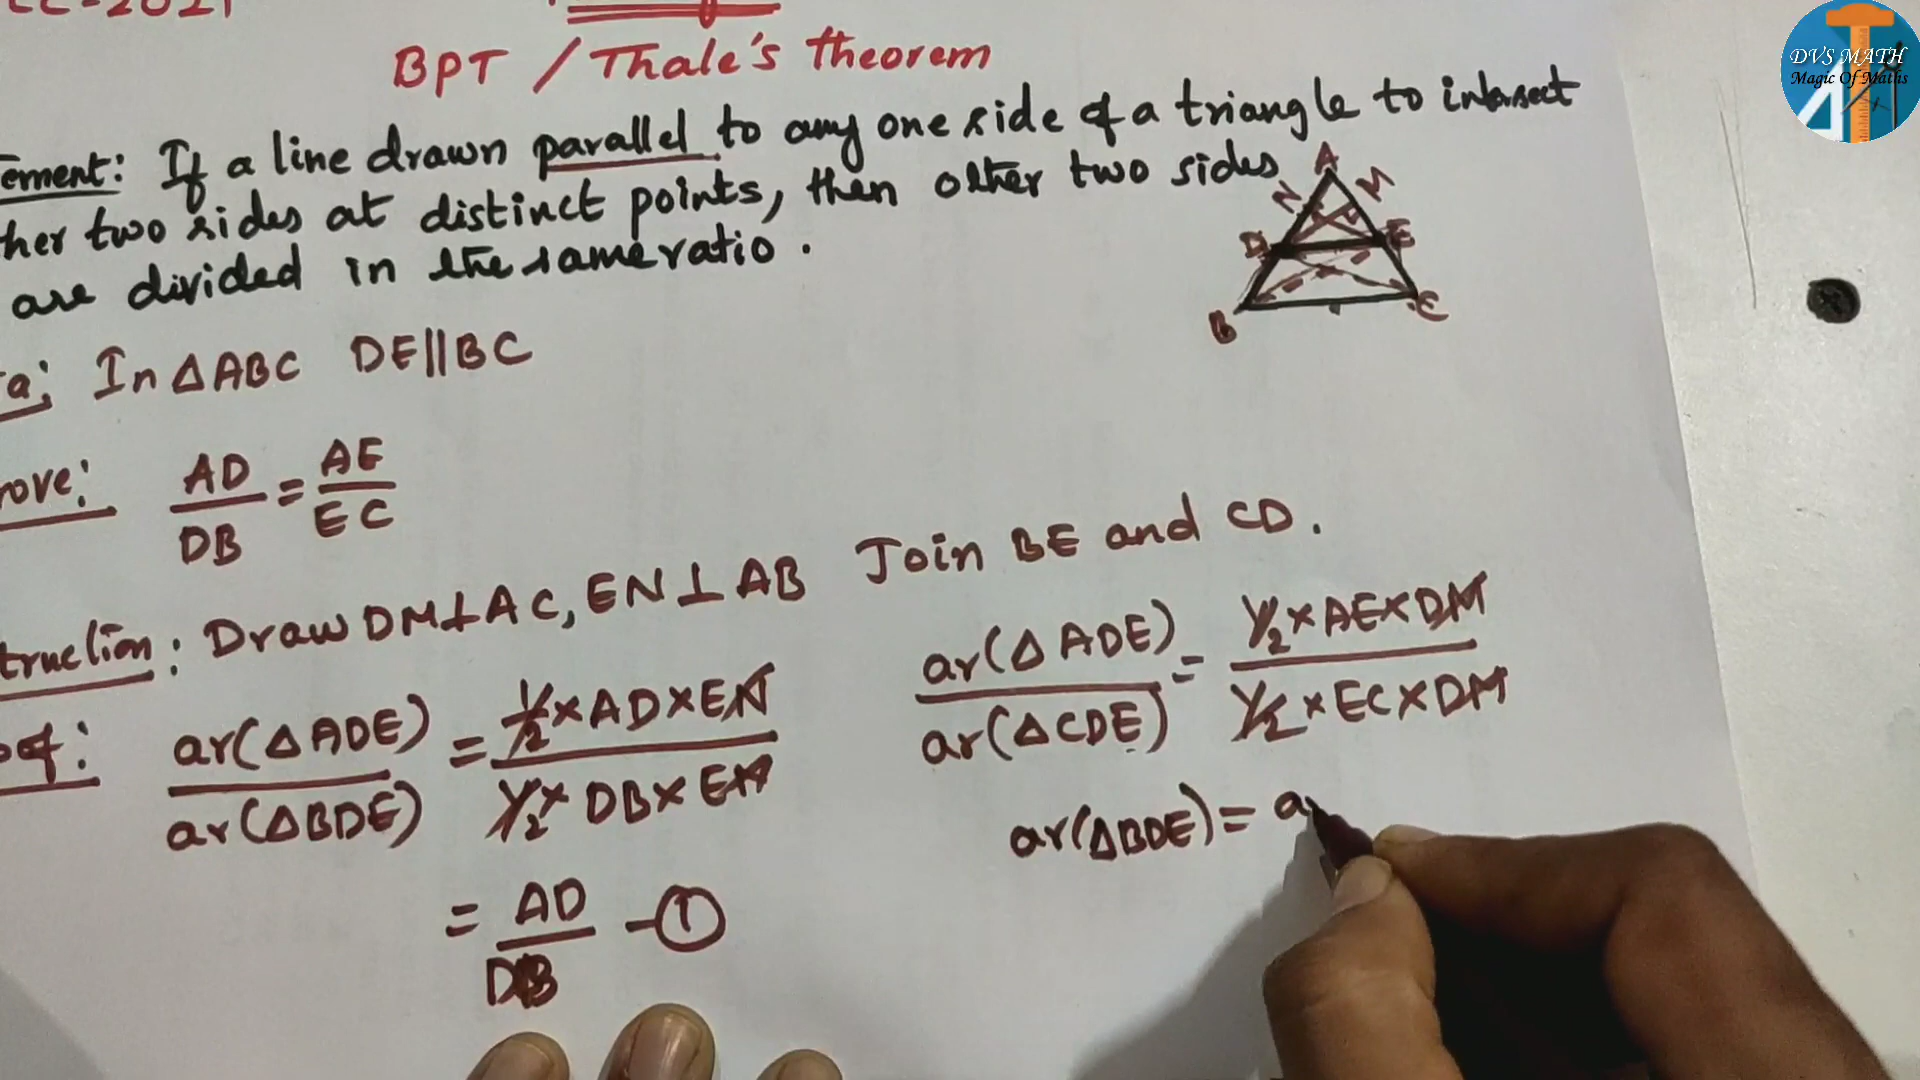 BPT / Thale's theorem
DVS MATH
Magic Of Maths
ement: If a line drawn parallel to any one side of a triangle to intersect
her two sides at distinct points, then other two sides
are divided in the same ratio.
A
N M
D E
B C
a: In △ABC DE||BC
rove: AD/DB = AE/EC
truction: Draw DM⊥AC, EN⊥AB Join BE and CD.
of: ar(△ADE)/ar(△BDE) = 1/2×AD×EN / 1/2×DB×EN
= AD/DB -①
ar(△ADE)/ar(△CDE) = 1/2×AE×DM / 1/2×EC×DM
ar(△BDE) = ar